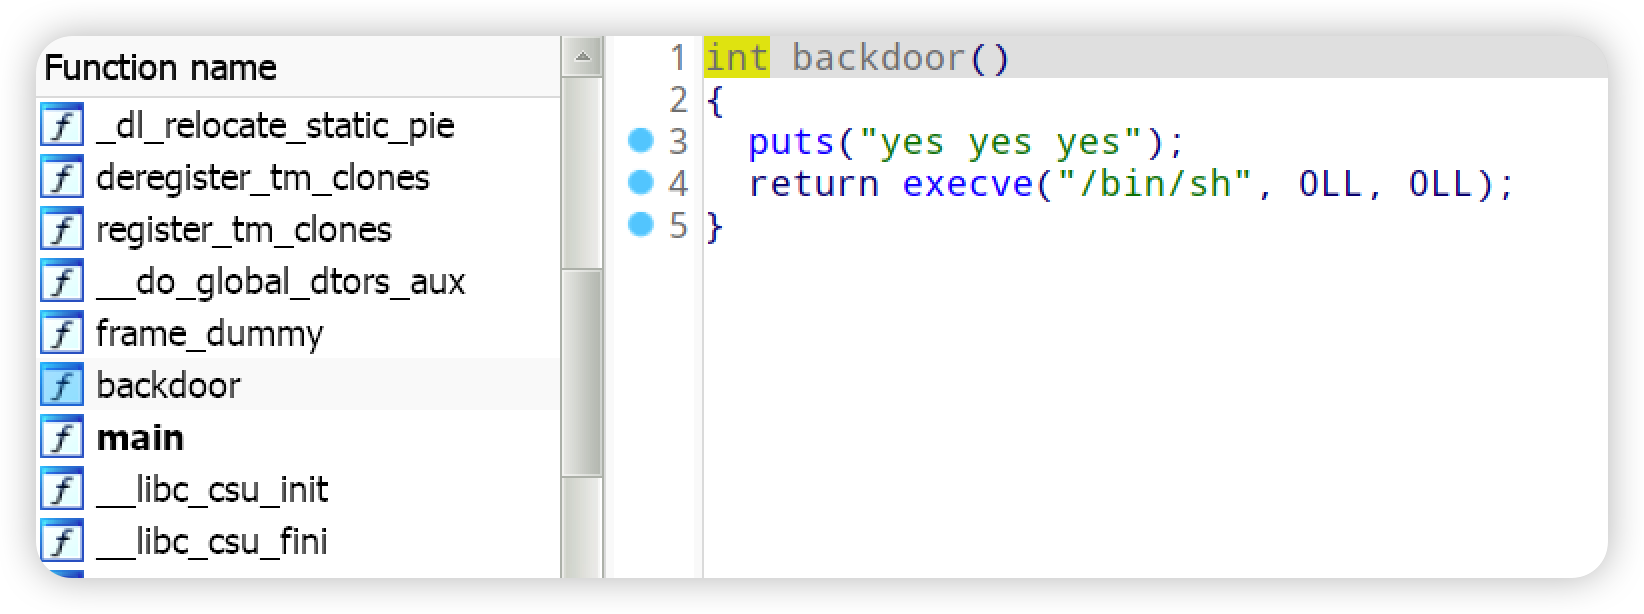 Function name
_dl_relocate_static_pie
deregister_tm_clones
register_tm_clones
__do_global_dtors_aux
frame_dummy
backdoor
main
__libc_csu_init
__libc_csu_fini
1 int backdoor()
2 {
3 puts("yes yes yes");
4 return execve("/bin/sh", 0LL, 0LL);
5 }